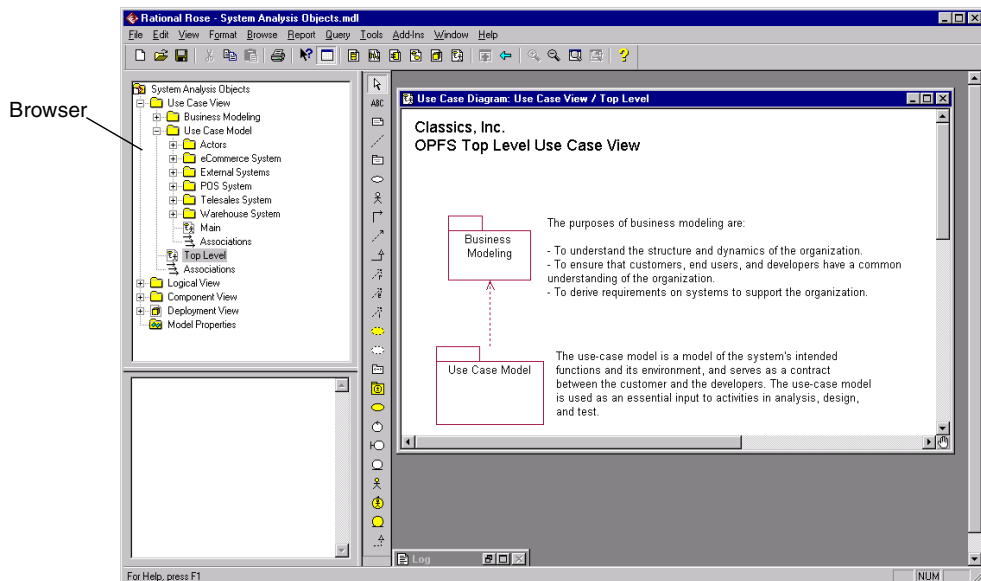 Rational Rose - System Analysis Objects.mdl
File Edit View Format Browse Report Query Tools Add-Ins Window Help
Browser
System Analysis Objects
Use Case View
Business Modeling
Use Case Model
Actors
eCommerce System
External Systems
POS System
Telesales System
Warehouse System
Main
Associations
Top Level
Associations
Logical View
Component View
Deployment View
Model Properties
ABC
Use Case Diagram: Use Case View / Top Level
Classics, Inc.
OPFS Top Level Use Case View
Business
Modeling
The purposes of business modeling are:
- To understand the structure and dynamics of the organization.
- To ensure that customers, end users, and developers have a common
understanding of the organization.
- To derive requirements on systems to support the organization.
Use Case Model
The use-case model is a model of the system's intended
functions and its environment, and serves as a contract
between the customer and the developers. The use-case model
is used as an essential input to activities in analysis, design,
and test.
Log
For Help, press F1
NUM